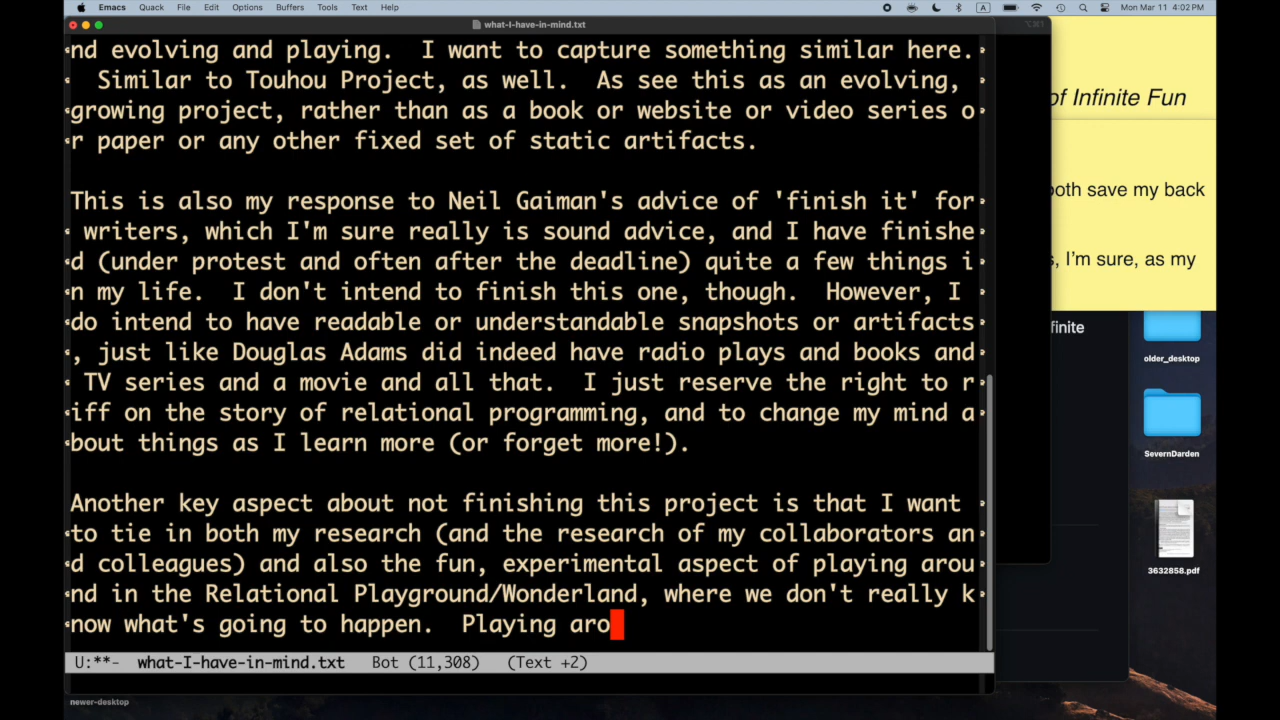 Emacs Quack File Edit Options Buffers Tools Text Help
A
Mon Mar 11 4:02 PM
what-I-have-in-mind.txt
nd evolving and playing.  I want to capture something similar here.
Similar to Touhou Project, as well.  As see this as an evolving,
growing project, rather than as a book or website or video series o
r paper or any other fixed set of static artifacts.
This is also my response to Neil Gaiman's advice of 'finish it' for
writers, which I'm sure really is sound advice, and I have finishe
d (under protest and often after the deadline) quite a few things i
n my life.  I don't intend to finish this one, though.  However, I
do intend to have readable or understandable snapshots or artifacts
, just like Douglas Adams did indeed have radio plays and books and
TV series and a movie and all that.  I just reserve the right to r
iff on the story of relational programming, and to change my mind a
bout things as I learn more (or forget more!).
Another key aspect about not finishing this project is that I want
to tie in both my research (and the research of my collaborators an
d colleagues) and also the fun, experimental aspect of playing arou
nd in the Relational Playground/Wonderland, where we don't really k
now what's going to happen.  Playing aro
U:**-  what-I-have-in-mind.txt   Bot (11,308)   (Text +2)
newer-desktop
of Infinite Fun
both save my back
s, I'm sure, as my
finite
older_desktop
SevernDarden
3632858.pdf